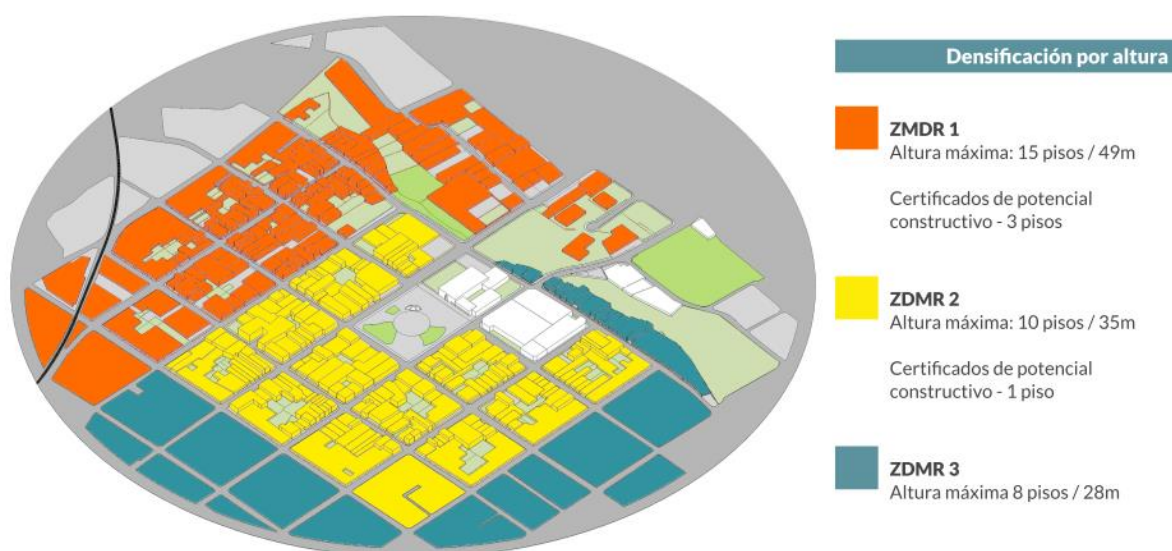 Densificación por altura
ZMDR 1
Altura máxima: 15 pisos / 49m
Certificados de potencial
constructivo - 3 pisos
ZDMR 2
Altura máxima: 10 pisos / 35m
Certificados de potencial
constructivo - 1 piso
ZDMR 3
Altura máxima 8 pisos / 28m